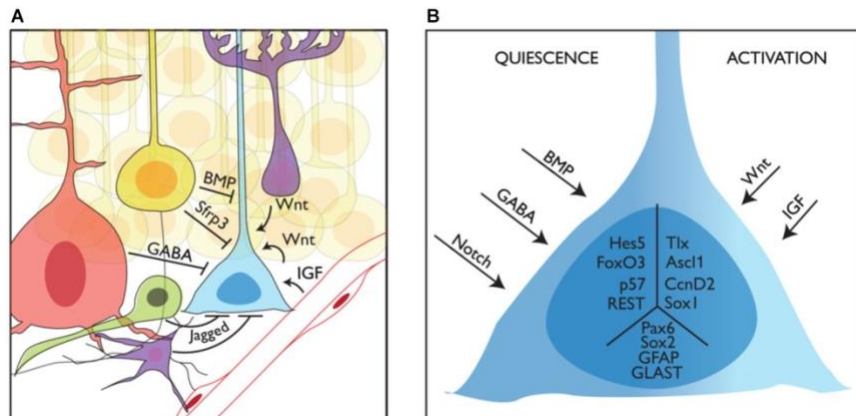 A
BMP
Sfrp3
Wnt
Wnt
GABA
IGF
Jagged
B
QUIESCENCE
ACTIVATION
BMP
GABA
Notch
Wnt
IGF
Hes5
FoxO3
p57
REST
Tlx
Ascl1
CcnD2
Sox1
Pax6
Sox2
GFAP
GLAST